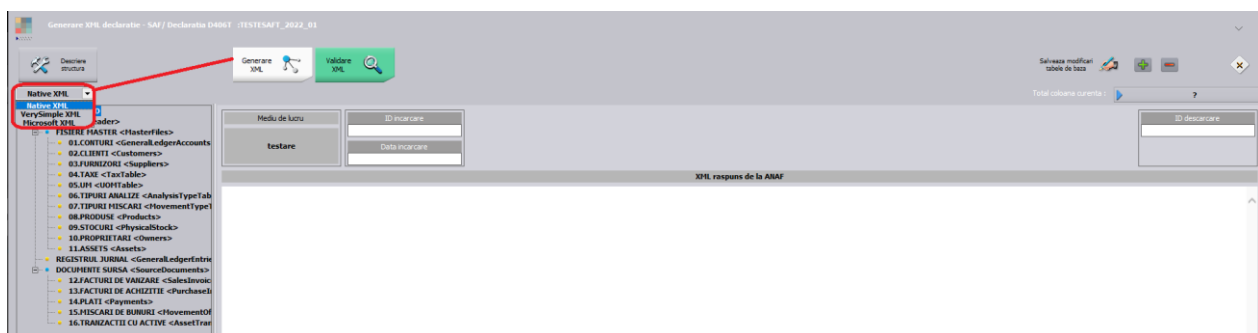 Generare XML declaratie - SAF/ Declaratia D406T :TESTESAFT_2022_01
Descriere
structura
Generare
XML
Validare
XML
Salveaza modificari
tabele de baza
Native XML
Total coloana curenta :
?
Native XML
VerySimple XML
Microsoft XML
eader>
FISIERE MASTER <MasterFiles>
01.CONTURI <GeneralLedgerAccounts
02.CLIENTI <Customers>
03.FURNIZORI <Suppliers>
04.TAXE <TaxTable>
05.UM <UOMTable>
06.TIPURI ANALIZE <AnalysisTypeTab
07.TIPURI MISCARI <MovementTypeT
08.PRODUSE <Products>
09.STOCURI <PhysicalStock>
10.PROPRIETARI <Owners>
11.ASSETS <Assets>
REGISTRUL JURNAL <GeneralLedgerEntrie
DOCUMENTE SURSA <SourceDocuments>
12.FACTURI DE VANZARE <SalesInvoic
13.FACTURI DE ACHIZITIE <PurchaseI
14.PLATI <Payments>
15.MISCARI DE BUNURI <MovementOf
16.TRANZACTII CU ACTIVE <AssetTran
Mediu de lucru
testare
ID incarcare
Data incarcare
ID descarcare
XML raspuns de la ANAF